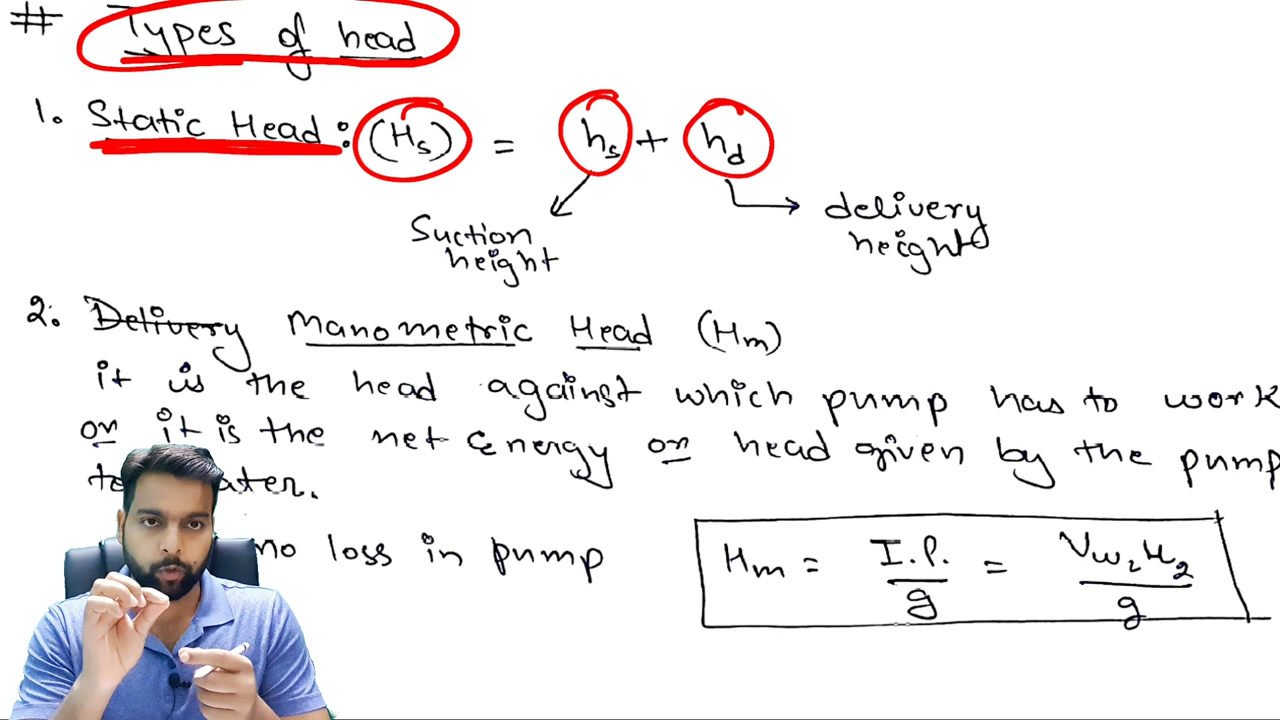 # Types of head
1. Static Head: (Hs) = hs + hd
Suction height
delivery height
2. Delivery Manometric Head (Hm)
it is the head against which pump has to work
or it is the net energy or head given by the pump
no loss in pump
Hm = I.P./g = Vw2 u2/g